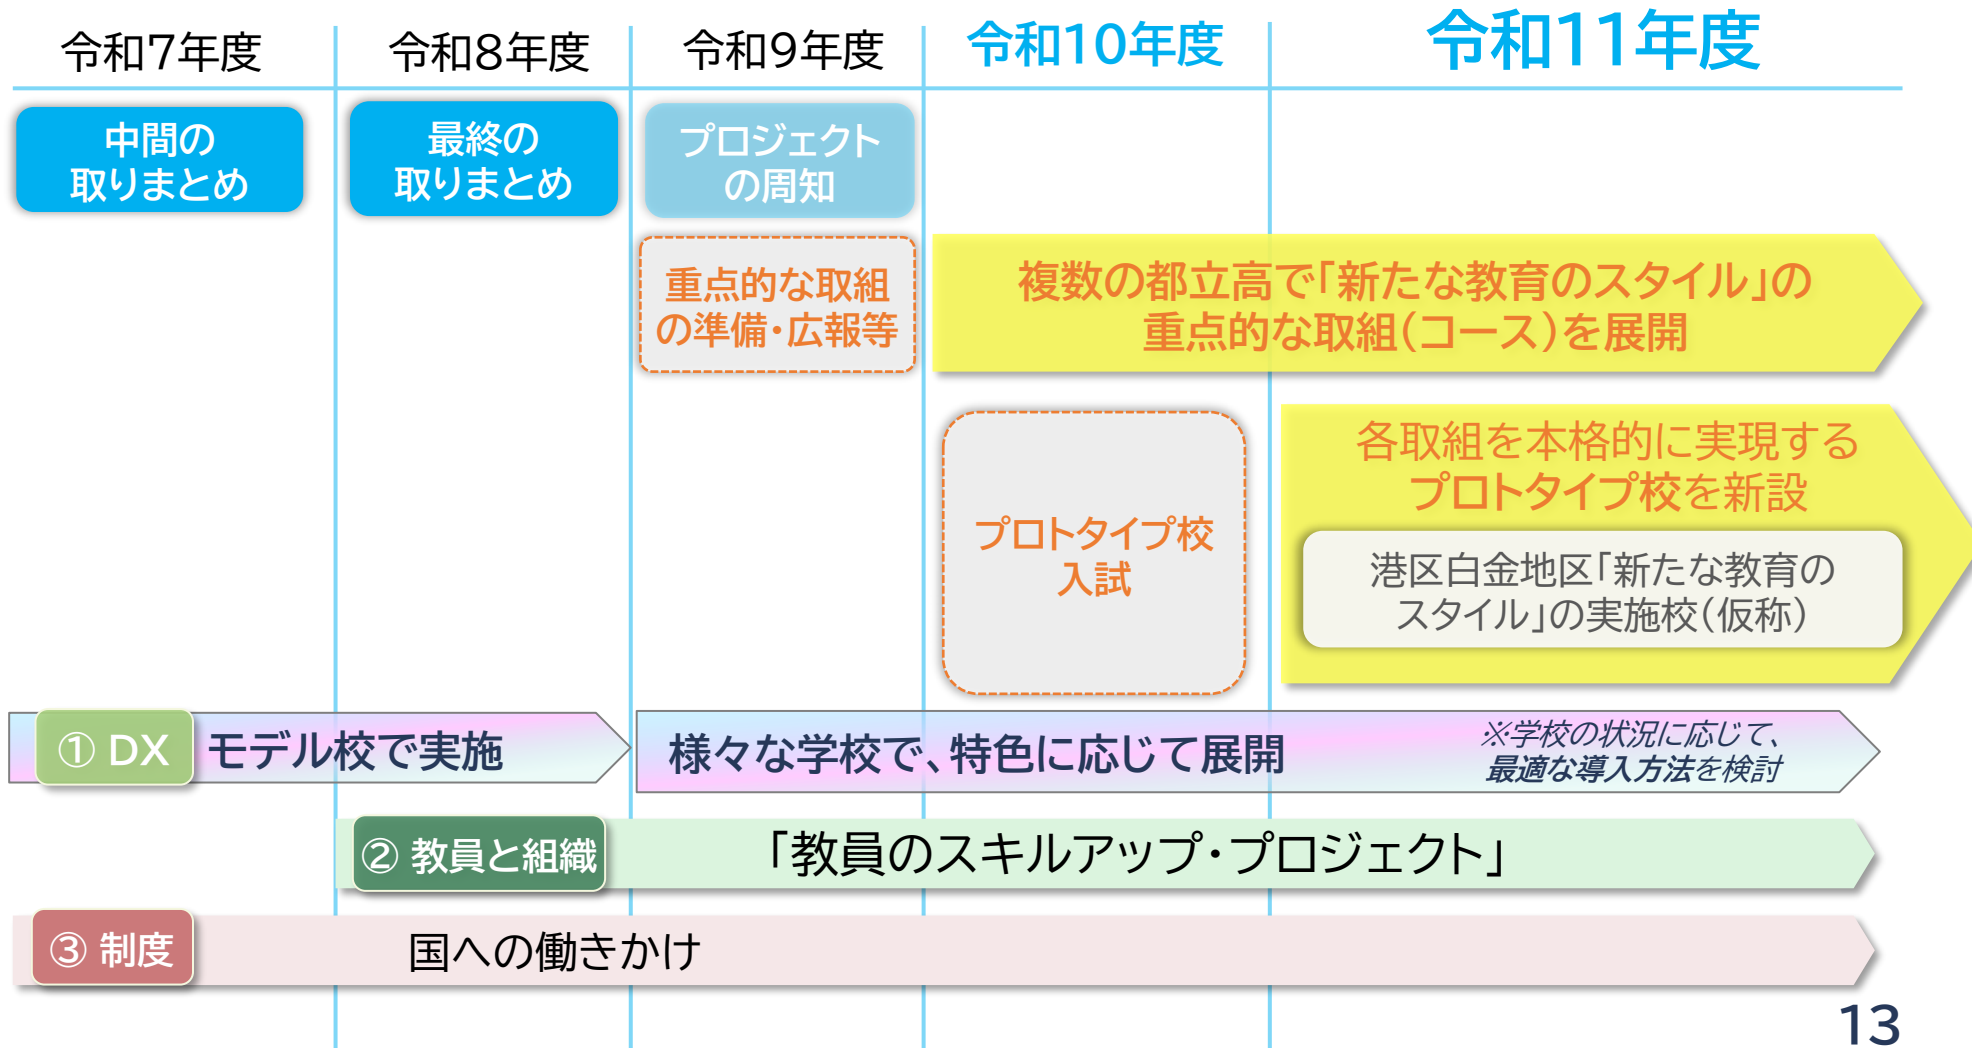 令和7年度
令和8年度
令和9年度
令和10年度
令和11年度
中間の
取りまとめ
最終の
取りまとめ
プロジェクト
の周知
重点的な取組
の準備・広報等
複数の都立高で「新たな教育のスタイル」の
重点的な取組(コース)を展開
プロトタイプ校
入試
各取組を本格的に実現する
プロトタイプ校を新設
港区白金地区「新たな教育の
スタイル」の実施校(仮称)
① DX
モデル校で実施
様々な学校で、特色に応じて展開
※学校の状況に応じて、
最適な導入方法を検討
② 教員と組織
「教員のスキルアップ・プロジェクト」
③ 制度
国への働きかけ
13